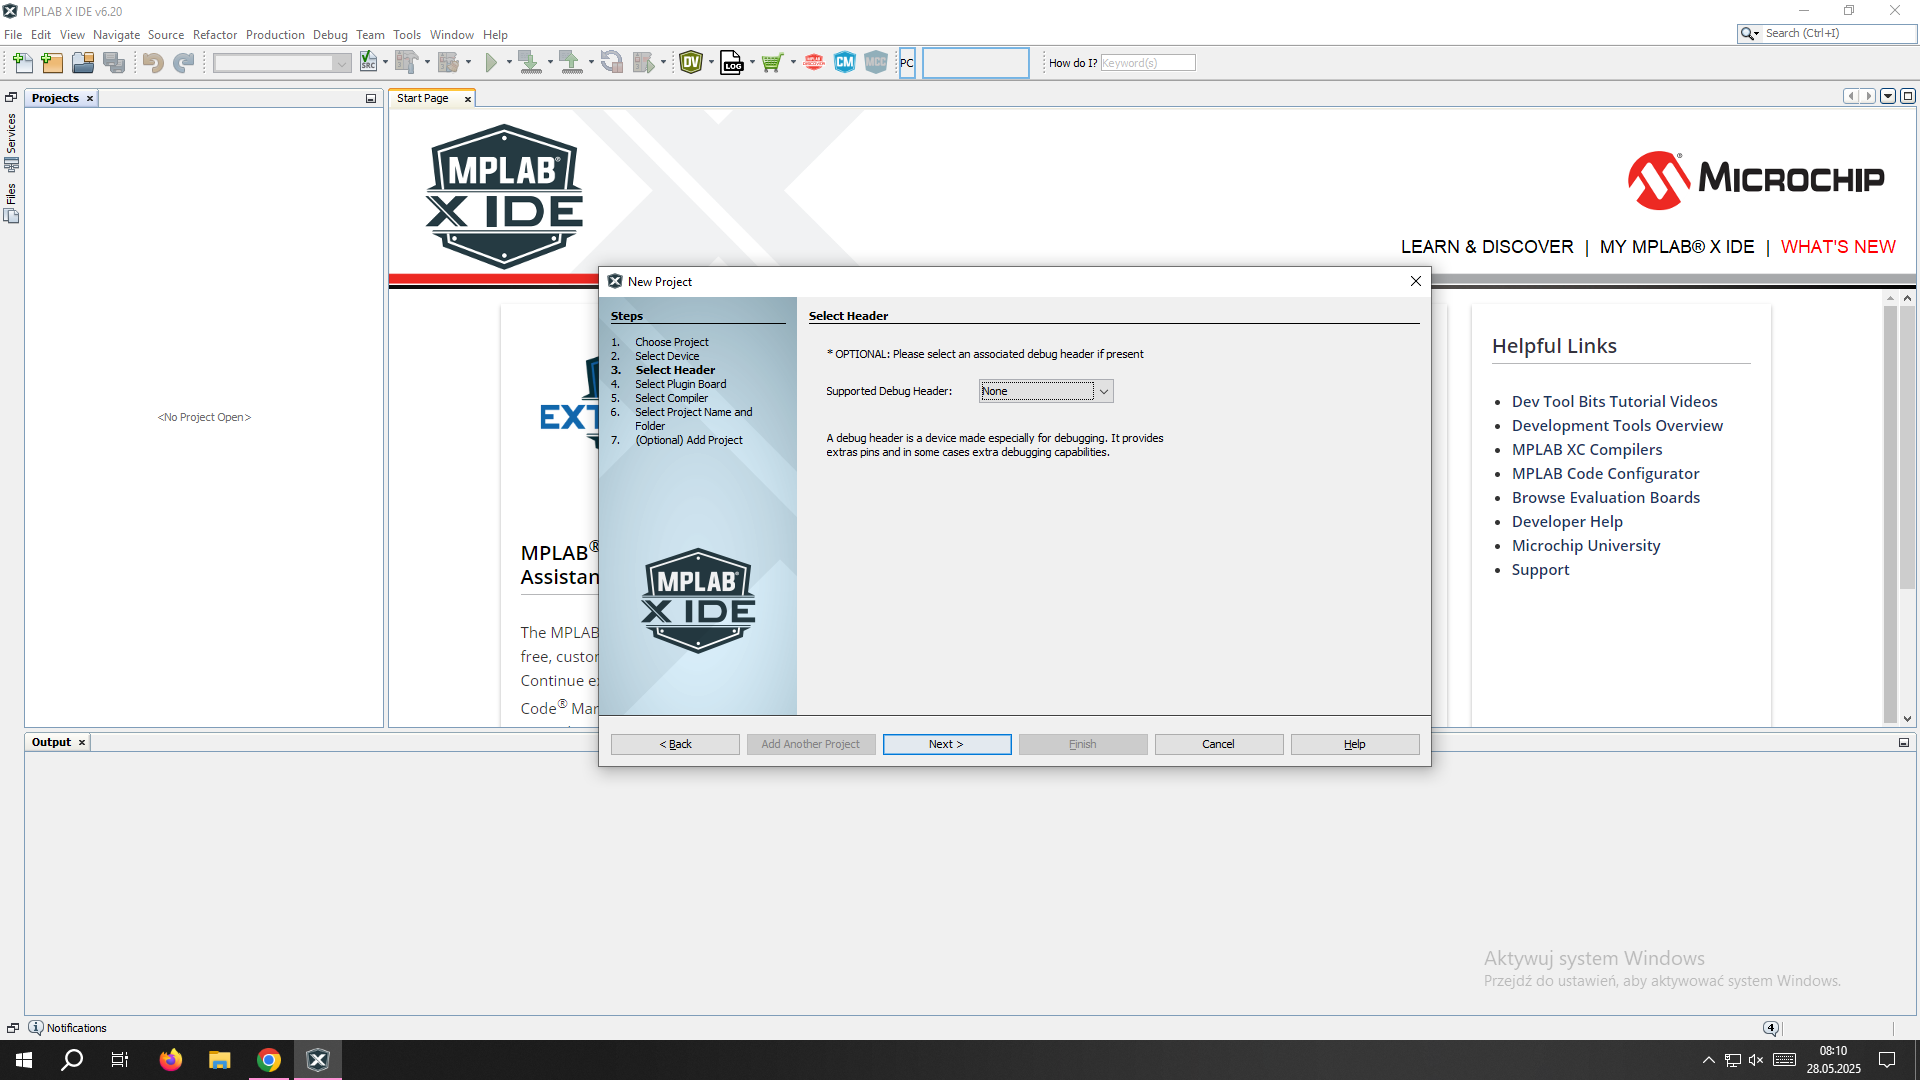 MPLAB X IDE v6.20
File Edit View Navigate Source Refactor Production Debug Team Tools Window Help
Search (Ctrl+I)
SRC
DV
LOG
CM
MCC
PC
How do I? Keyword(s)
Services
Files
Projects
Start Page
<No Project Open>
MPLAB®
X IDE
MICROCHIP
LEARN & DISCOVER | MY MPLAB® X IDE | WHAT'S NEW
EXT
MPLAB®
Assistan
The MPLAB
free, custor
Continue e
Code® Mar
Helpful Links
Dev Tool Bits Tutorial Videos
Development Tools Overview
MPLAB XC Compilers
MPLAB Code Configurator
Browse Evaluation Boards
Developer Help
Microchip University
Support
New Project
Steps
1. Choose Project
2. Select Device
3. Select Header
4. Select Plugin Board
5. Select Compiler
6. Select Project Name and
Folder
7. (Optional) Add Project
MPLAB®
X IDE
Select Header
* OPTIONAL: Please select an associated debug header if present
Supported Debug Header: None
A debug header is a device made especially for debugging. It provides
extras pins and in some cases extra debugging capabilities.
< Back
Add Another Project
Next >
Finish
Cancel
Help
Output
Aktywuj system Windows
Przejdź do ustawień, aby aktywować system Windows.
Notifications
4
08:10
28.05.2025